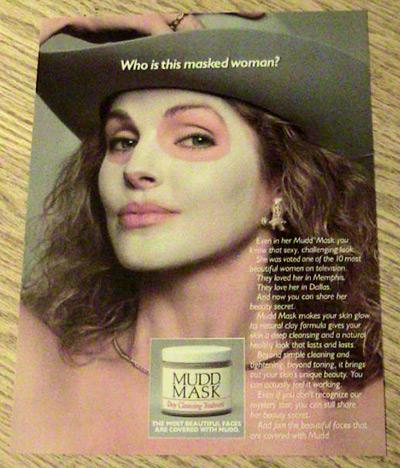 Who is this masked woman?
Even in her Mudd Mask you
know that sexy, challenging look.
She was voted one of the 10 most
beautiful women on television.
They loved her in Memphis.
They love her in Dallas.
And now you can share her
beauty secret.
Mudd Mask makes your skin glow.
Its natural clay formula gives your
skin a deep cleansing and a natural
healthy look that lasts and lasts.
Beyond simple cleaning and
tightening, beyond toning, it brings
out your skin's unique beauty. You
can actually feel it working.
Even if you don't recognize our
mystery star, you can still share
her beauty secret.
And join the beautiful faces that
are covered with Mudd.
MUDD
MASK
Deep Cleansing Treatment
THE MOST BEAUTIFUL FACES
ARE COVERED WITH MUDD.